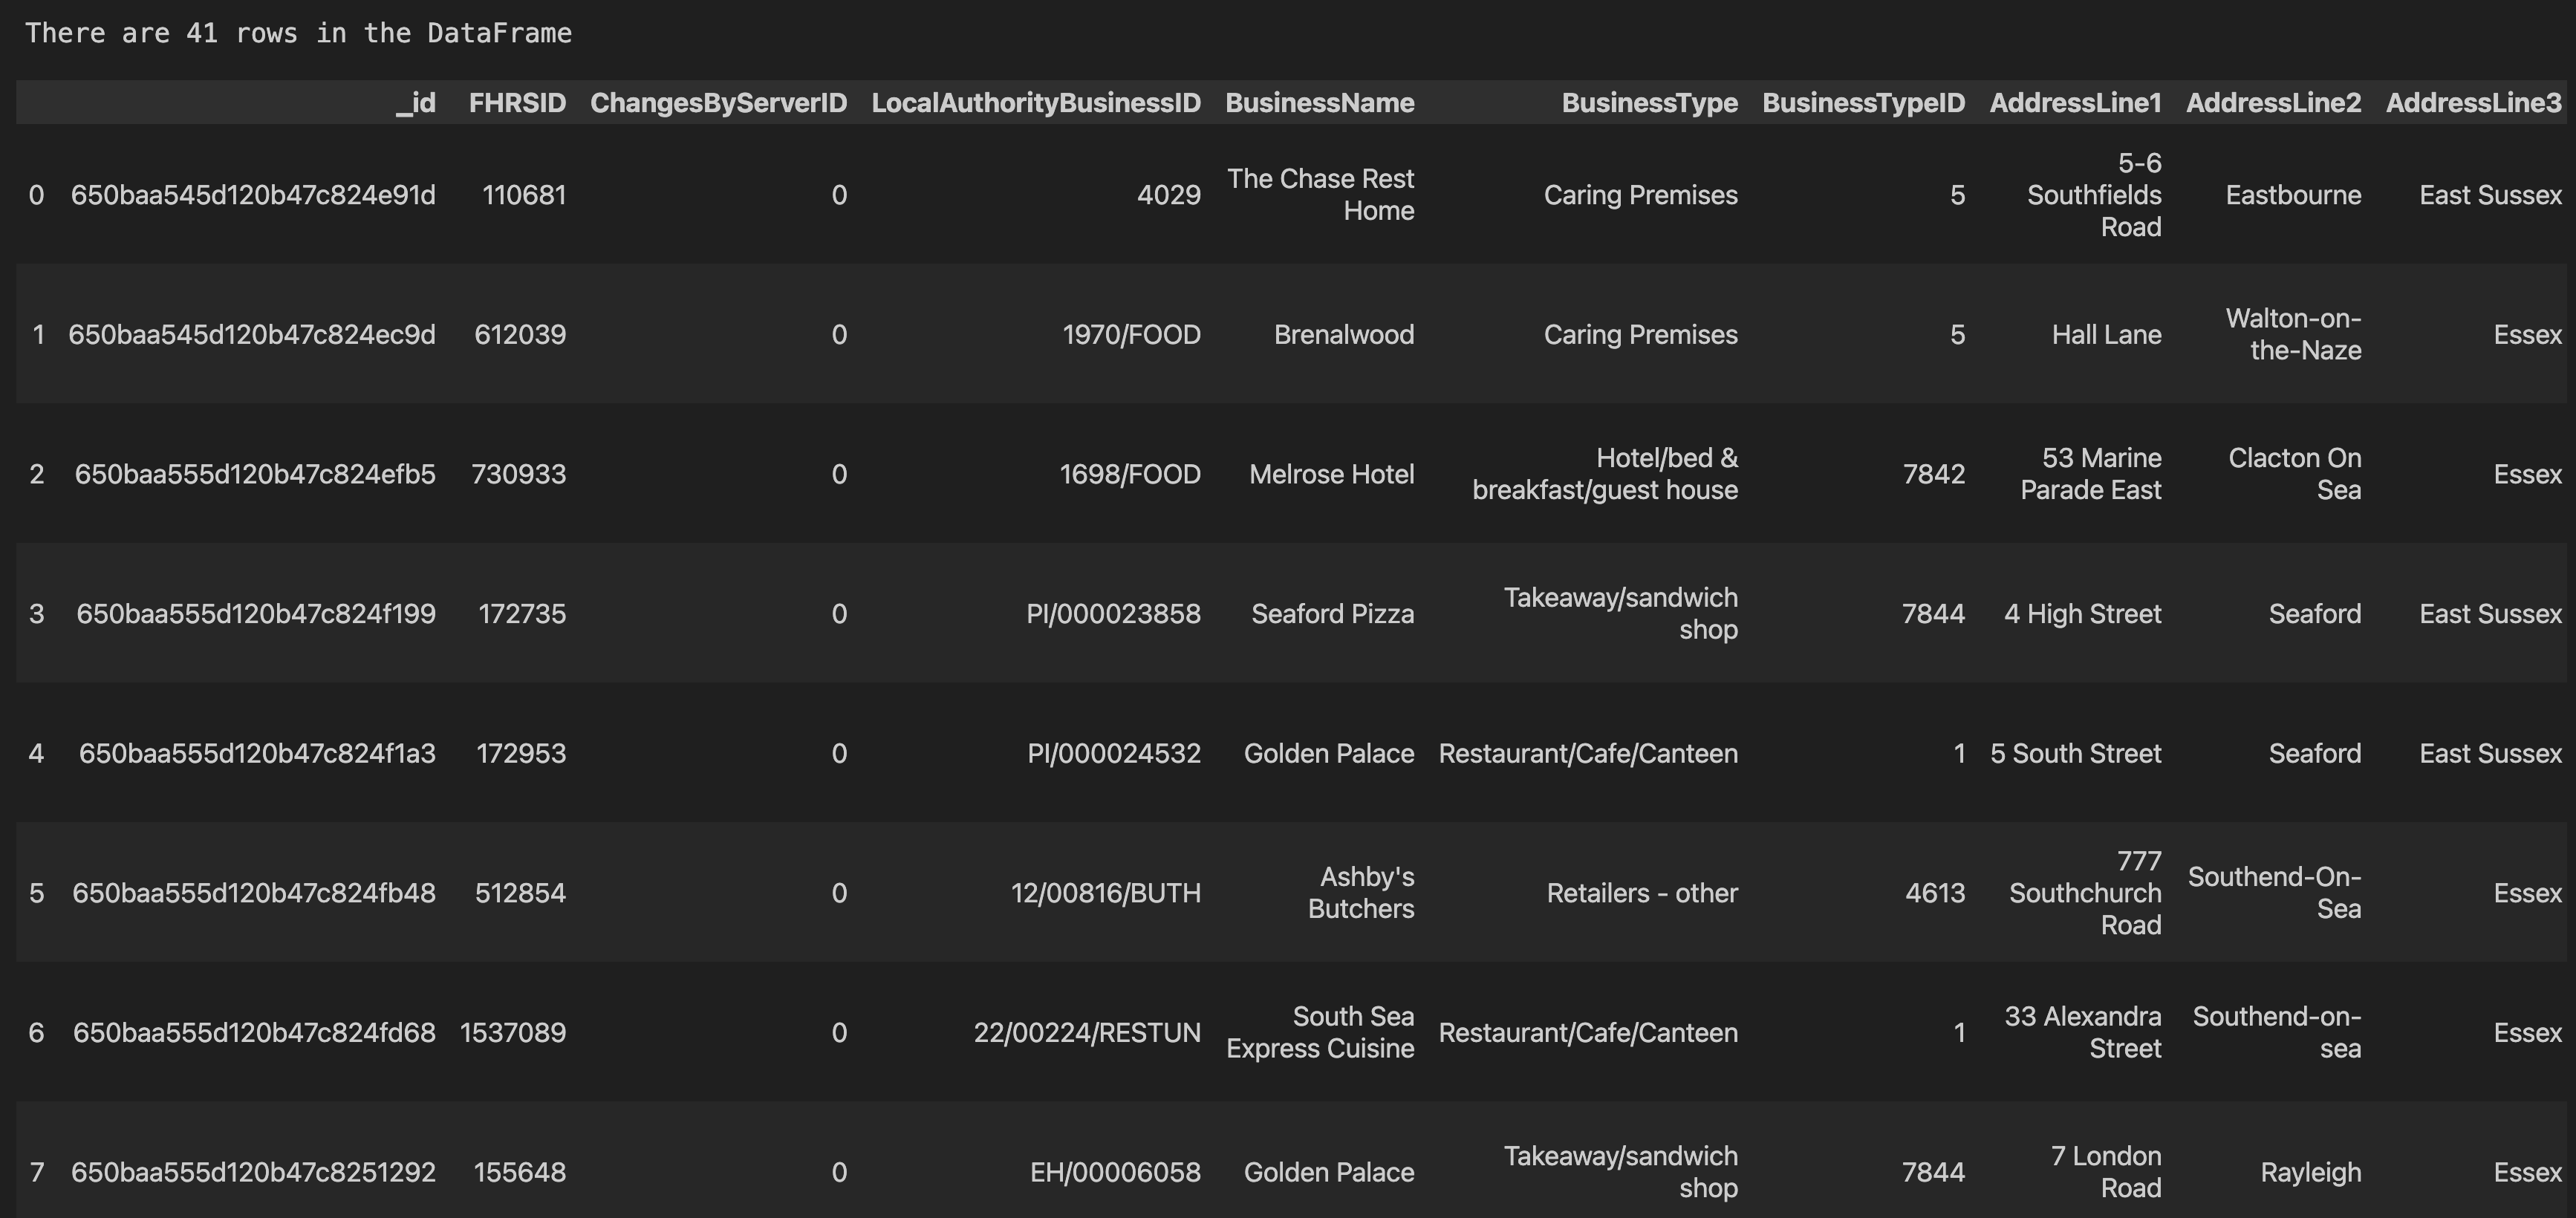 There are 41 rows in the DataFrame
_id FHRSID ChangesByServerID LocalAuthorityBusinessID BusinessName BusinessType BusinessTypeID AddressLine1 AddressLine2 AddressLine3
0 650baa545d120b47c824e91d 110681 0 4029 The Chase Rest Home Caring Premises 5 5-6 Southfields Road Eastbourne East Sussex
1 650baa545d120b47c824ec9d 612039 0 1970/FOOD Brenalwood Caring Premises 5 Hall Lane Walton-on-the-Naze Essex
2 650baa555d120b47c824efb5 730933 0 1698/FOOD Melrose Hotel Hotel/bed & breakfast/guest house 7842 53 Marine Parade East Clacton On Sea Essex
3 650baa555d120b47c824f199 172735 0 PI/000023858 Seaford Pizza Takeaway/sandwich shop 7844 4 High Street Seaford East Sussex
4 650baa555d120b47c824f1a3 172953 0 PI/000024532 Golden Palace Restaurant/Cafe/Canteen 1 5 South Street Seaford East Sussex
5 650baa555d120b47c824fb48 512854 0 12/00816/BUTH Ashby's Butchers Retailers - other 4613 777 Southchurch Road Southend-On-Sea Essex
6 650baa555d120b47c824fd68 1537089 0 22/00224/RESTUN South Sea Express Cuisine Restaurant/Cafe/Canteen 1 33 Alexandra Street Southend-on-sea Essex
7 650baa555d120b47c8251292 155648 0 EH/00006058 Golden Palace Takeaway/sandwich shop 7844 7 London Road Rayleigh Essex